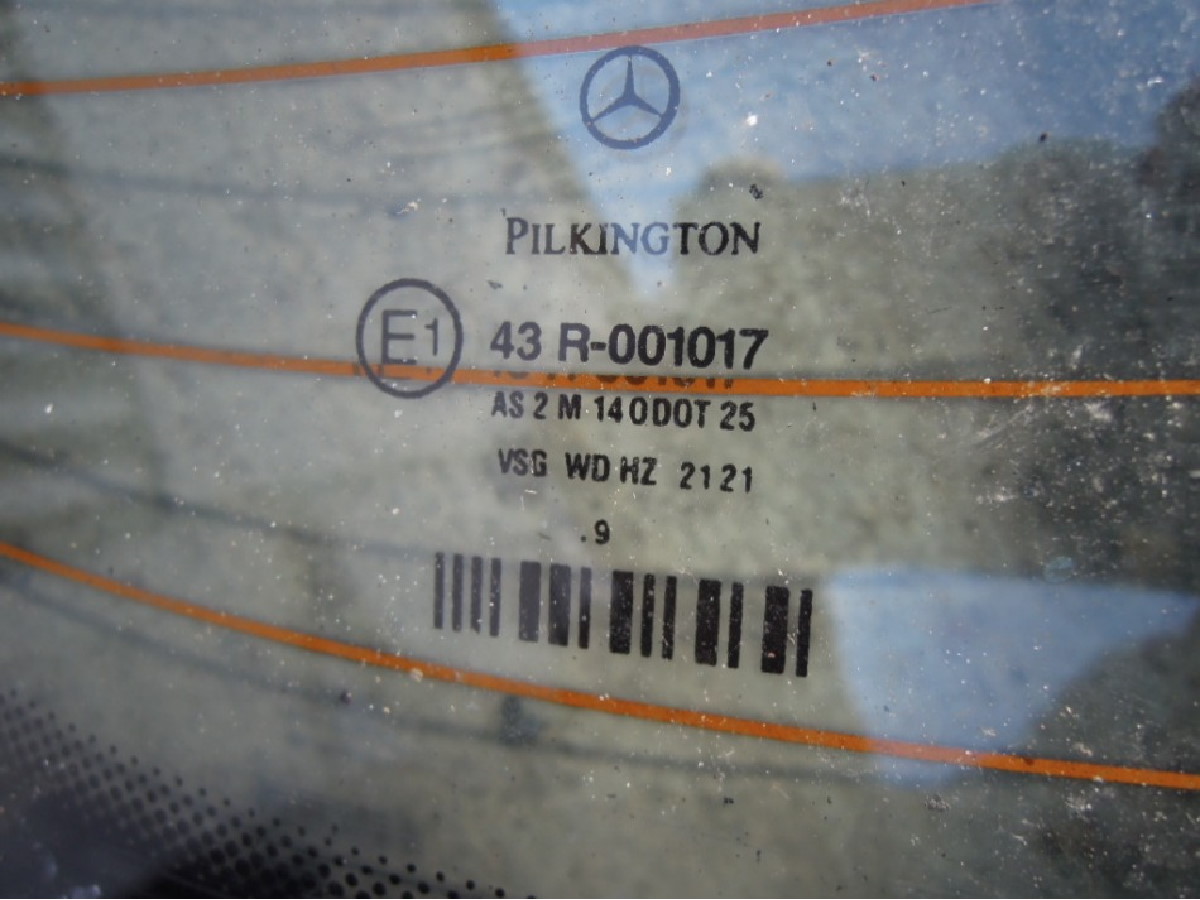 PILKINGTON
E1 43 R-001017
AS 2 M 140 DOT 25
VSG WD HZ 2121
.9